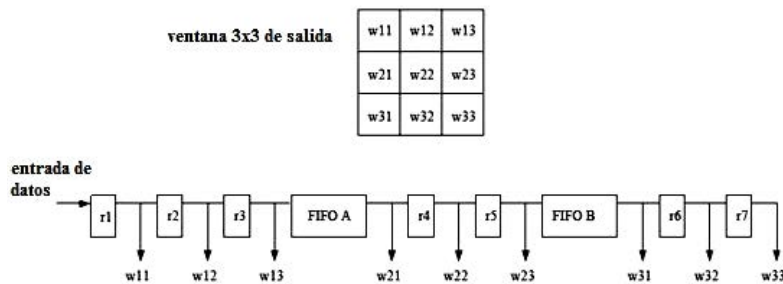 ventana 3x3 de salida
w11 w12 w13
w21 w22 w23
w31 w32 w33
entrada de
datos
r1 r2 r3 FIFO A r4 r5 FIFO B r6 r7
w11 w12 w13 w21 w22 w23 w31 w32 w33